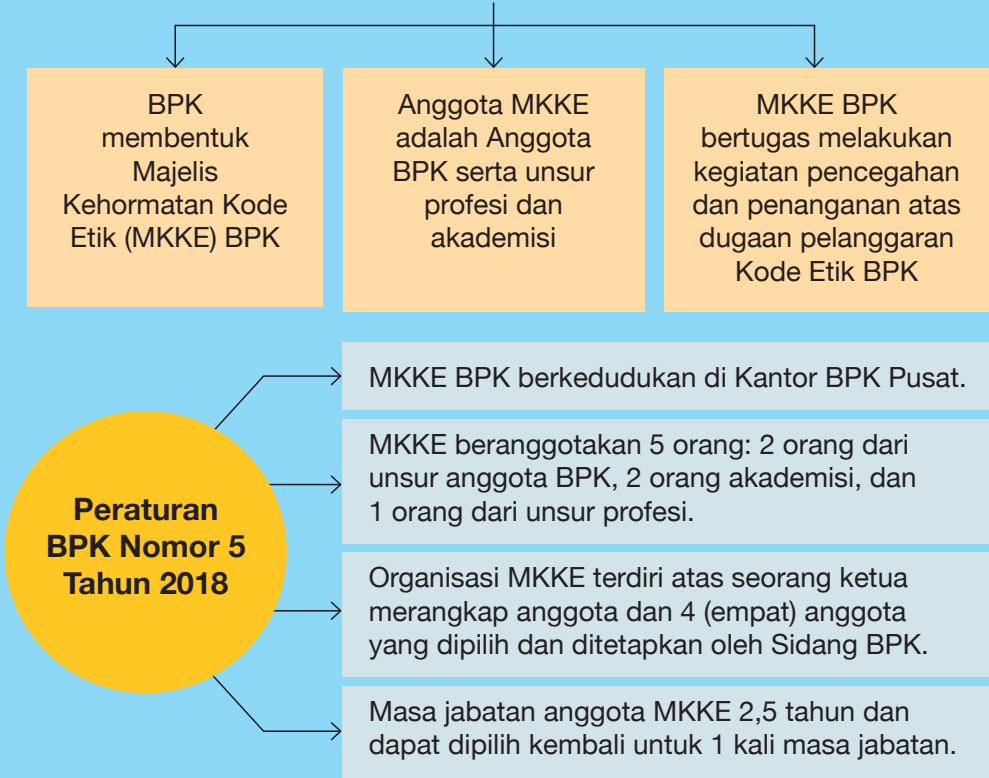 BPK
membentuk
Majelis
Kehormatan Kode
Etik (MKKE) BPK
Anggota MKKE
adalah Anggota
BPK serta unsur
profesi dan
akademisi
MKKE BPK
bertugas melakukan
kegiatan pencegahan
dan penanganan atas
dugaan pelanggaran
Kode Etik BPK
Peraturan
BPK Nomor 5
Tahun 2018
MKKE BPK berkedudukan di Kantor BPK Pusat.
MKKE beranggotakan 5 orang: 2 orang dari
unsur anggota BPK, 2 orang akademisi, dan
1 orang dari unsur profesi.
Organisasi MKKE terdiri atas seorang ketua
merangkap anggota dan 4 (empat) anggota
yang dipilih dan ditetapkan oleh Sidang BPK.
Masa jabatan anggota MKKE 2,5 tahun dan
dapat dipilih kembali untuk 1 kali masa jabatan.